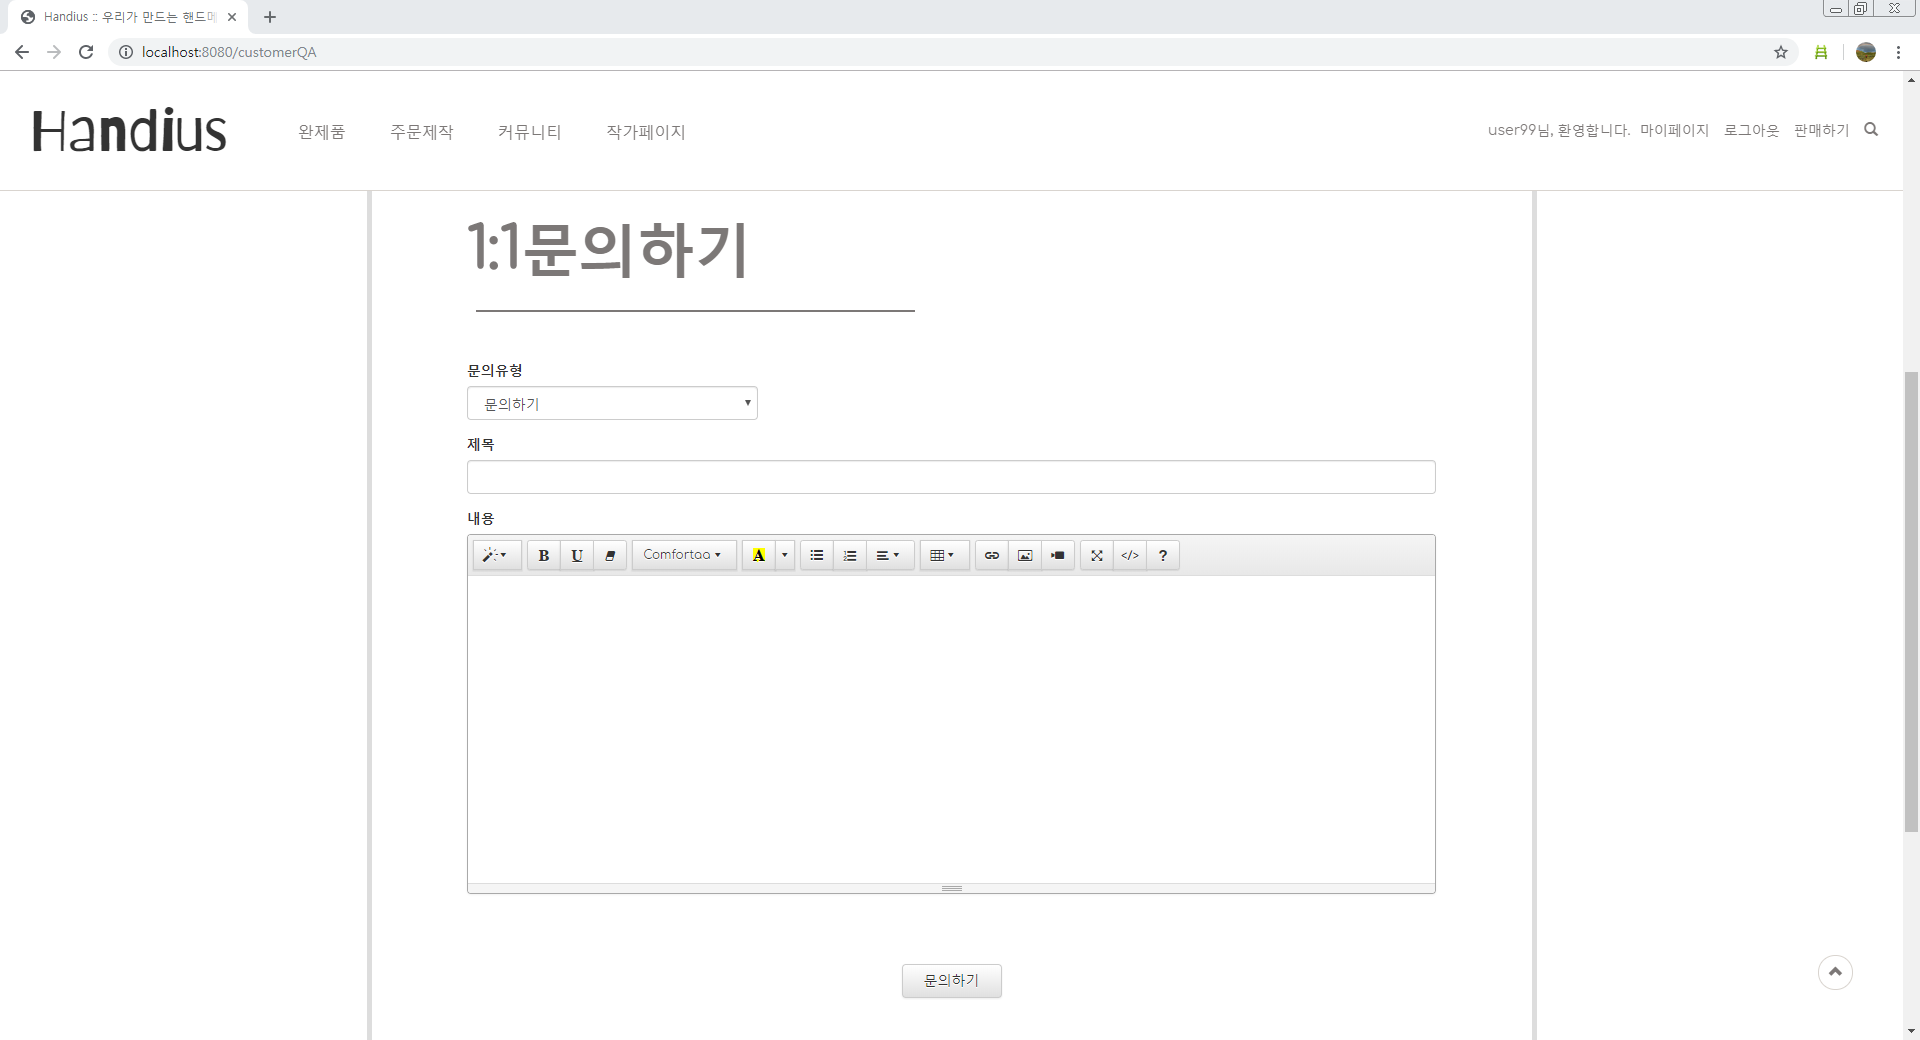 Handius :: 우리가 만드는 핸드메
localhost:8080/customerQA
Handius
완제품 주문제작 커뮤니티 작가페이지
user99님, 환영합니다. 마이페이지 로그아웃 판매하기
1:1문의하기
문의유형
문의하기
제목
내용
B U Comfortaa A </> ?
문의하기